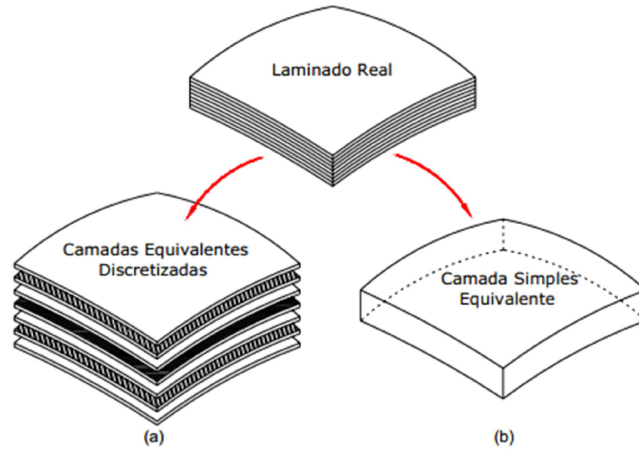 Laminado Real
Camadas Equivalentes
Discretizadas
Camada Simples
Equivalente
(a)
(b)